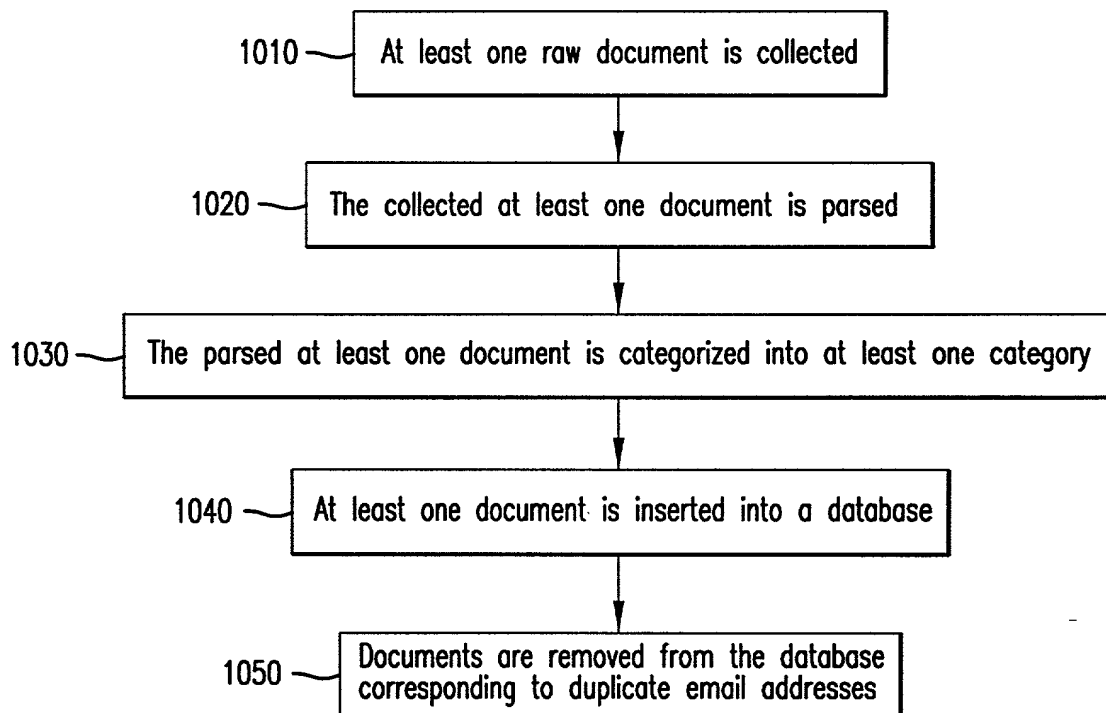 1010
At least one raw document is collected
1020
The collected at least one document is parsed
1030
The parsed at least one document is categorized into at least one category
1040
At least one document is inserted into a database
1050
Documents are removed from the database
corresponding to duplicate email addresses